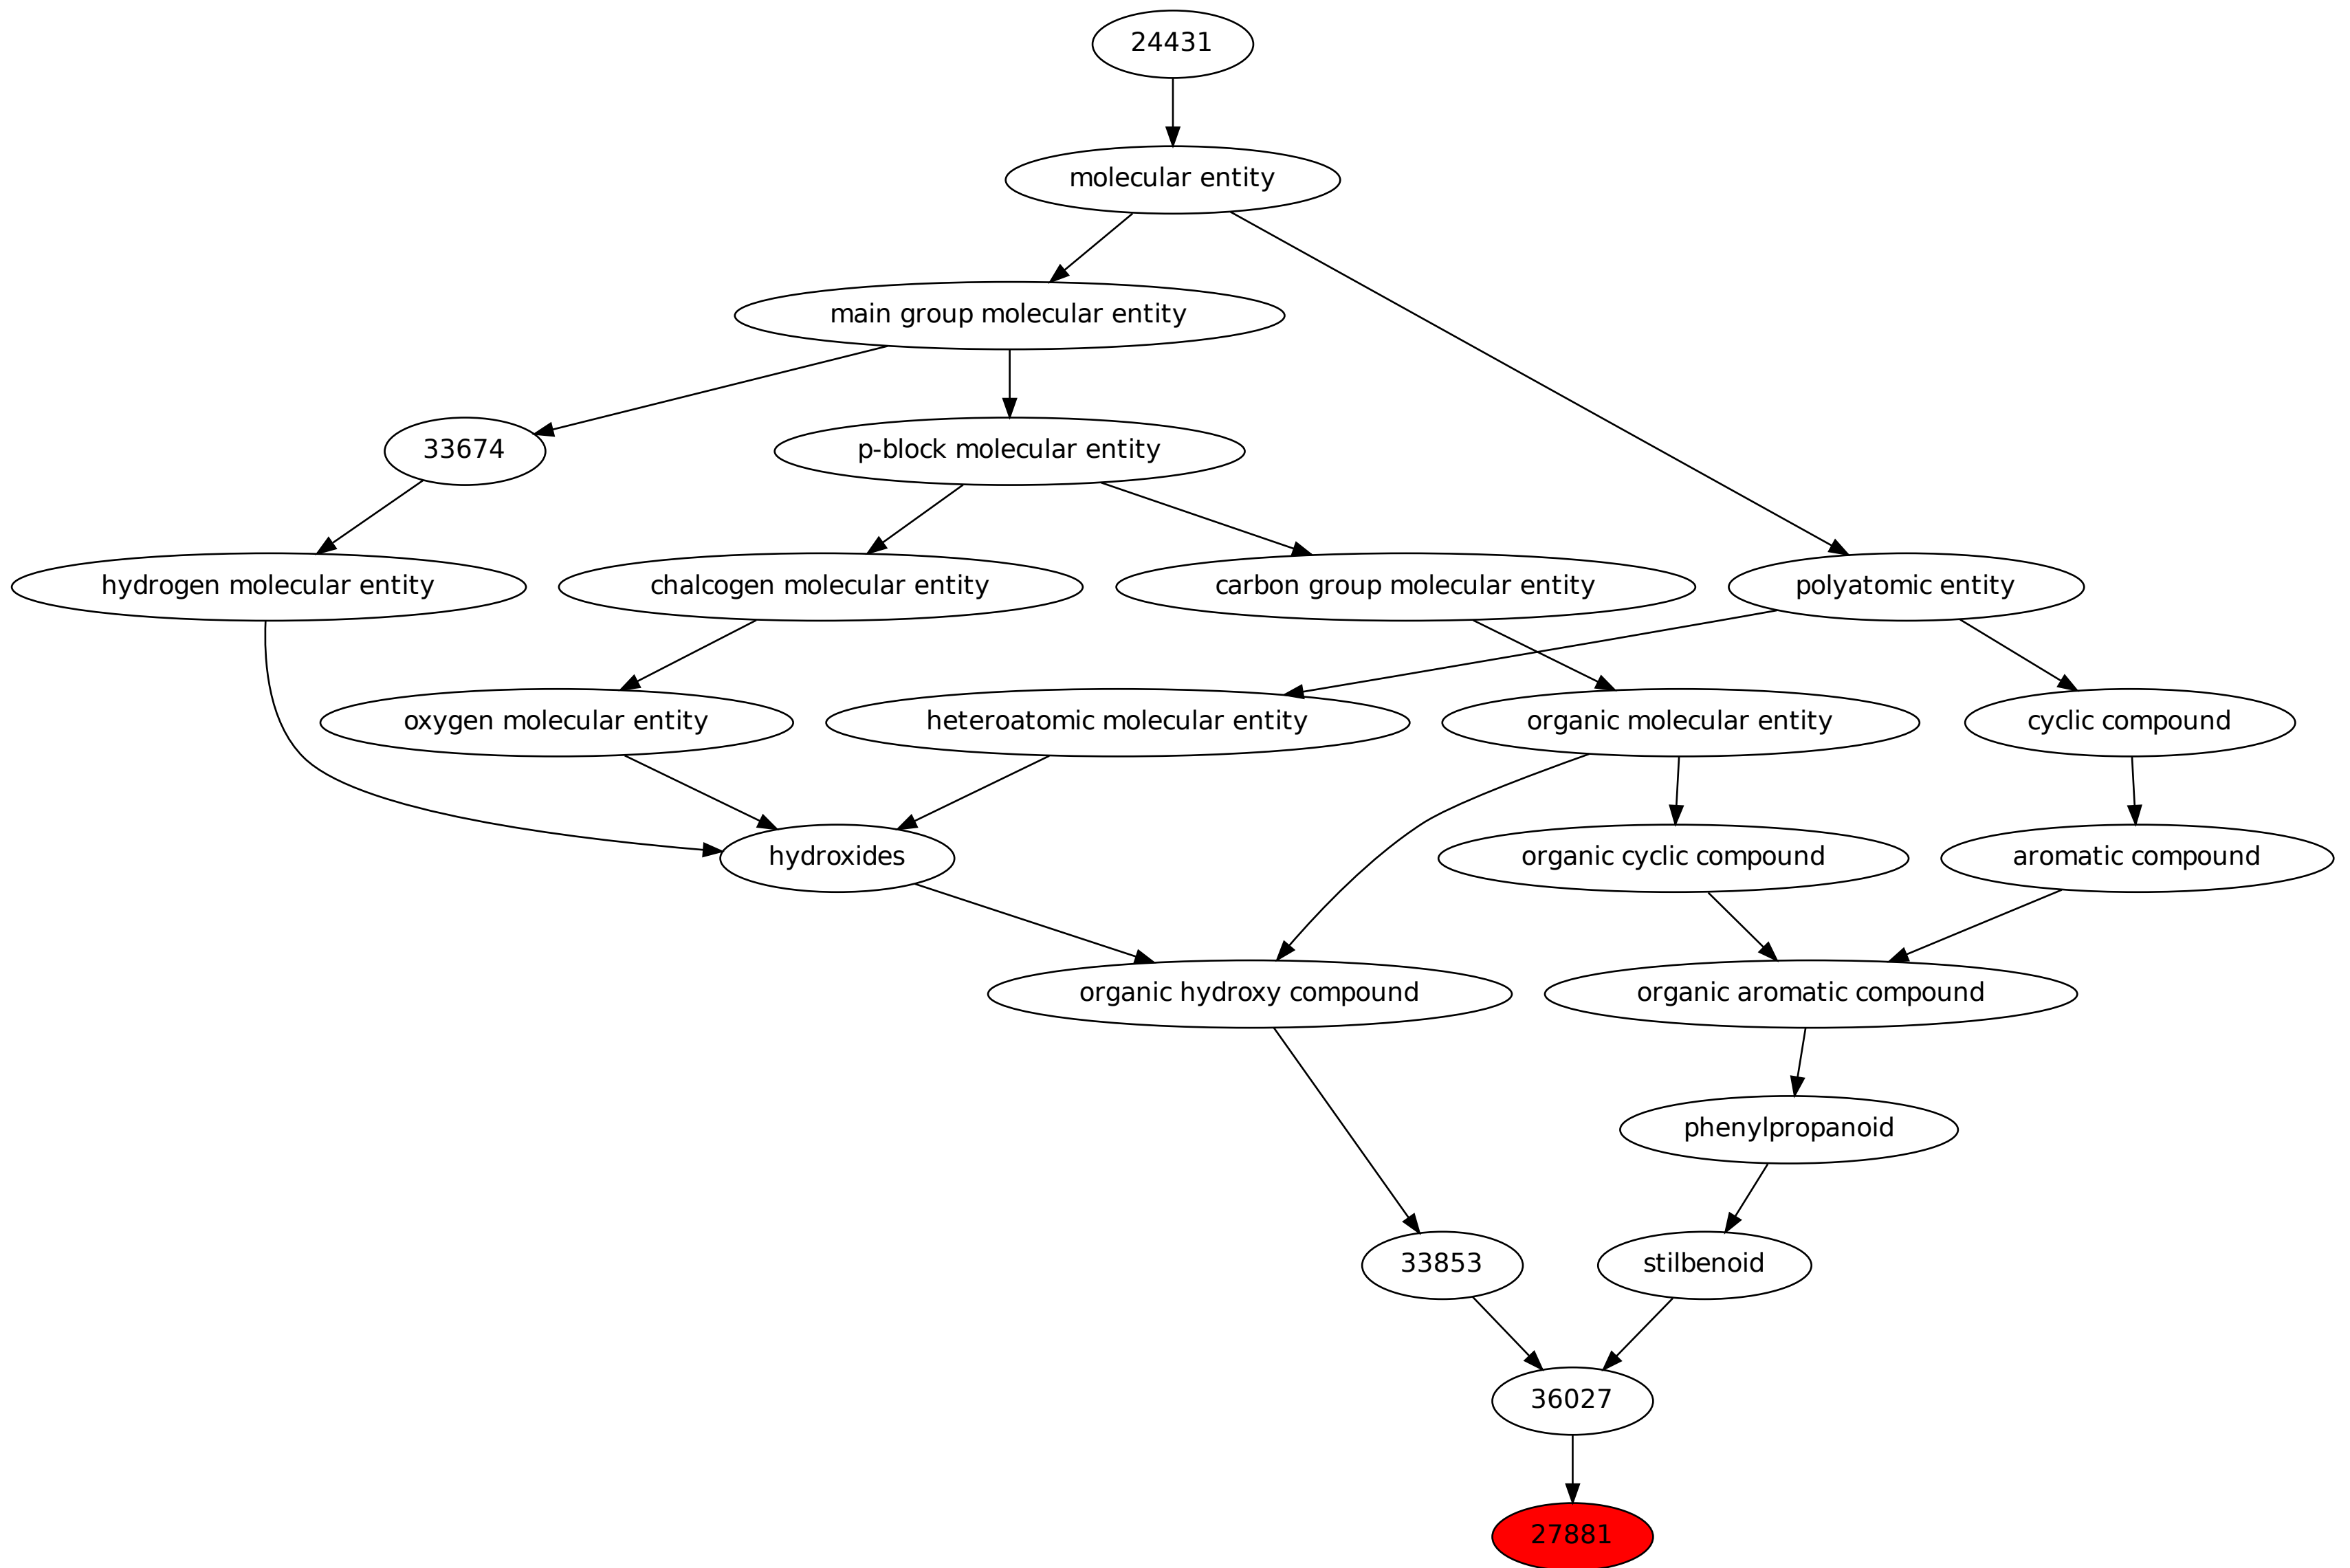 24431
molecular entity
main group molecular entity
33674
p-block molecular entity
hydrogen molecular entity
chalcogen molecular entity
carbon group molecular entity
polyatomic entity
oxygen molecular entity
heteroatomic molecular entity
organic molecular entity
cyclic compound
hydroxides
organic cyclic compound
aromatic compound
organic hydroxy compound
organic aromatic compound
phenylpropanoid
33853
stilbenoid
36027
27881